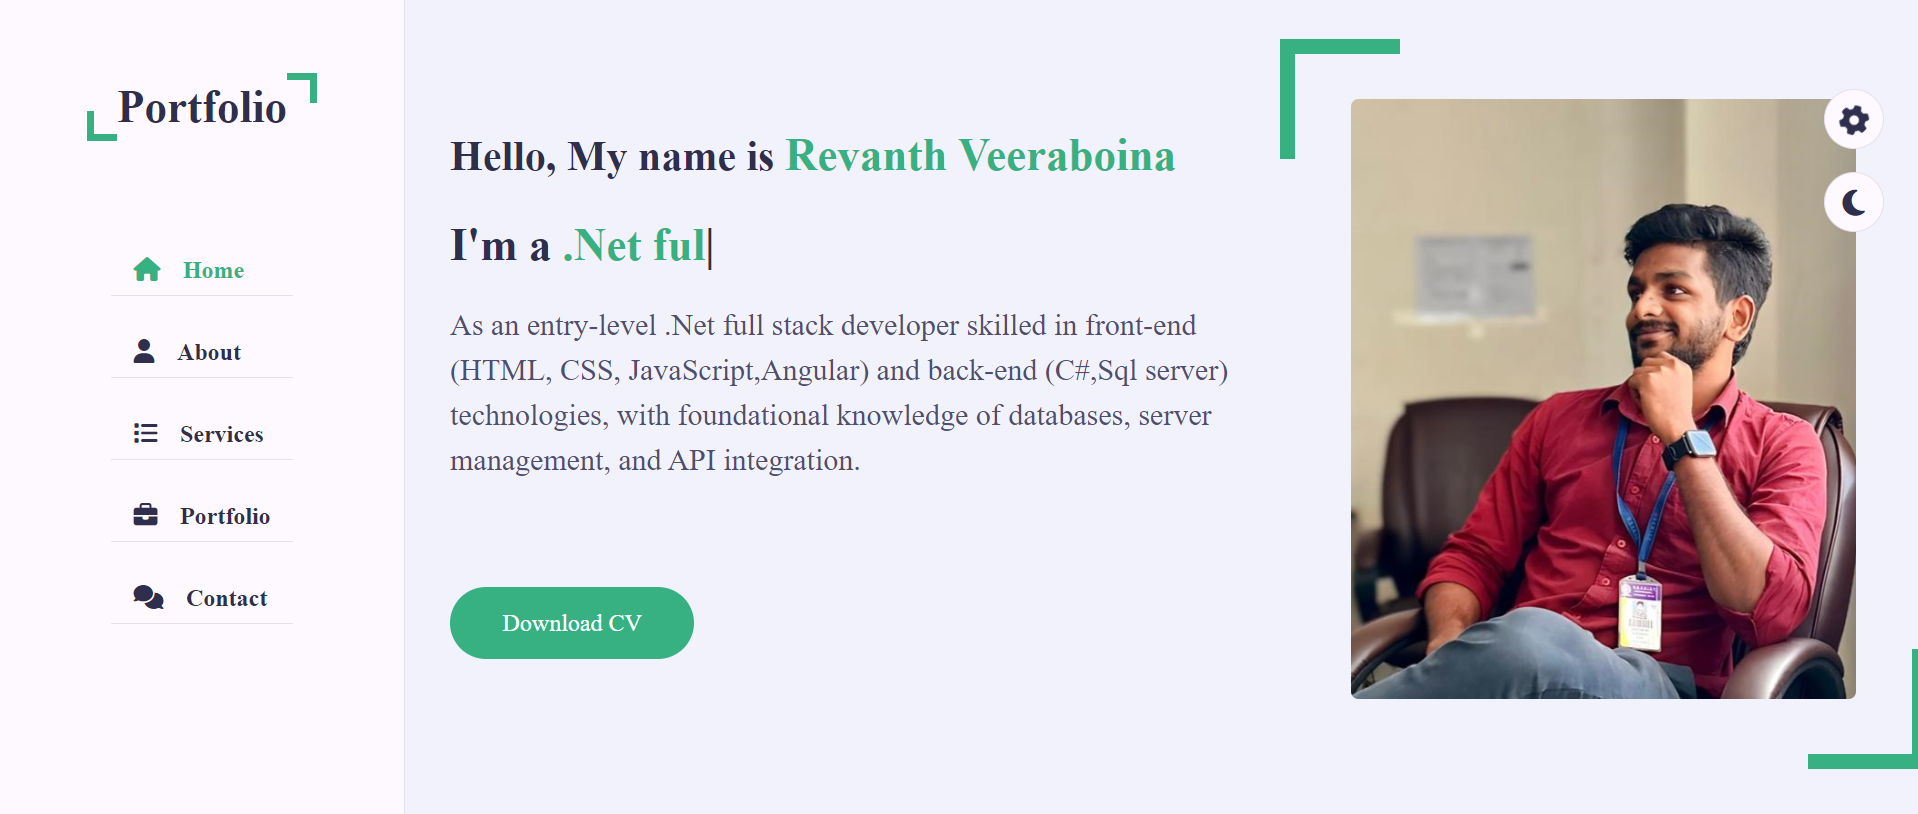 Portfolio
Home
About
Services
Portfolio
Contact
Hello, My name is Revanth Veeraboina
I'm a .Net ful
As an entry-level .Net full stack developer skilled in front-end
(HTML, CSS, JavaScript,Angular) and back-end (C#,Sql server)
technologies, with foundational knowledge of databases, server
management, and API integration.
Download CV